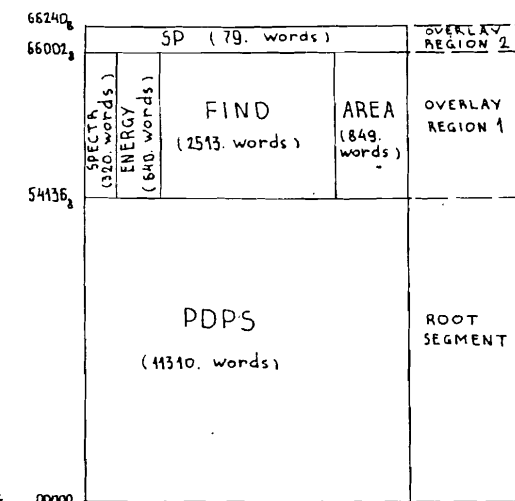 66240₈
SP (79. words)
OVERLAY
REGION 2
66002₈
SPECTR
(320. words)
ENERGY
(640. words)
FIND
(2513. words)
AREA
(849.
words)
OVERLAY
REGION 1
54136₈
PDPS
(11310. words)
ROOT
SEGMENT
00000